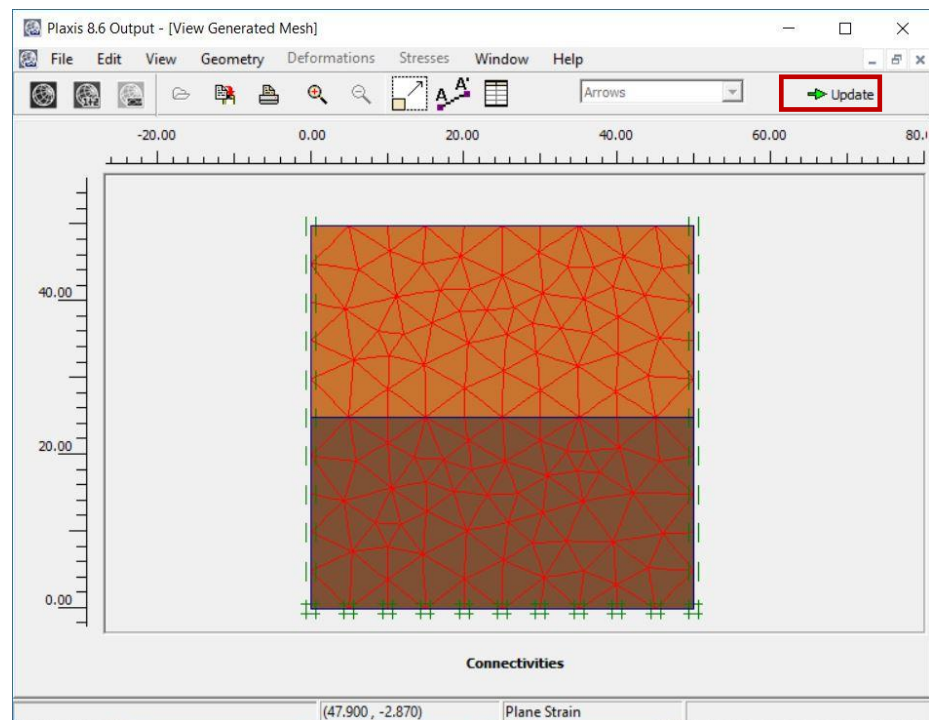 Plaxis 8.6 Output - [View Generated Mesh]
File Edit View Geometry Deformations Stresses Window Help
A A' Arrows Update
-20.00 0.00 20.00 40.00 60.00 80.
40.00
20.00
0.00
Connectivities
(47.900 , -2.870) Plane Strain